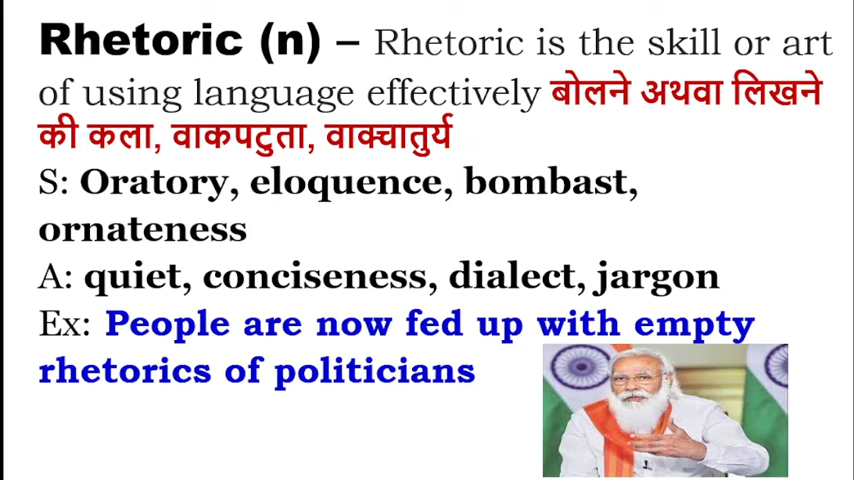 Rhetoric (n) – Rhetoric is the skill or art
of using language effectively बोलने अथवा लिखने
की कला, वाकपटुता, वाक्चातुर्य
S: Oratory, eloquence, bombast,
ornateness
A: quiet, conciseness, dialect, jargon
Ex: People are now fed up with empty
rhetorics of politicians